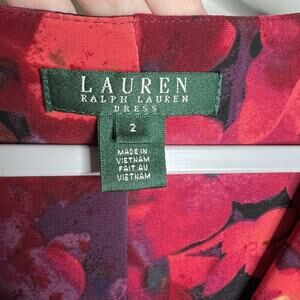 LAUREN
RALPH LAUREN
DRESS
2
MADE IN
VIETNAM
FAIT AU
VIETNAM